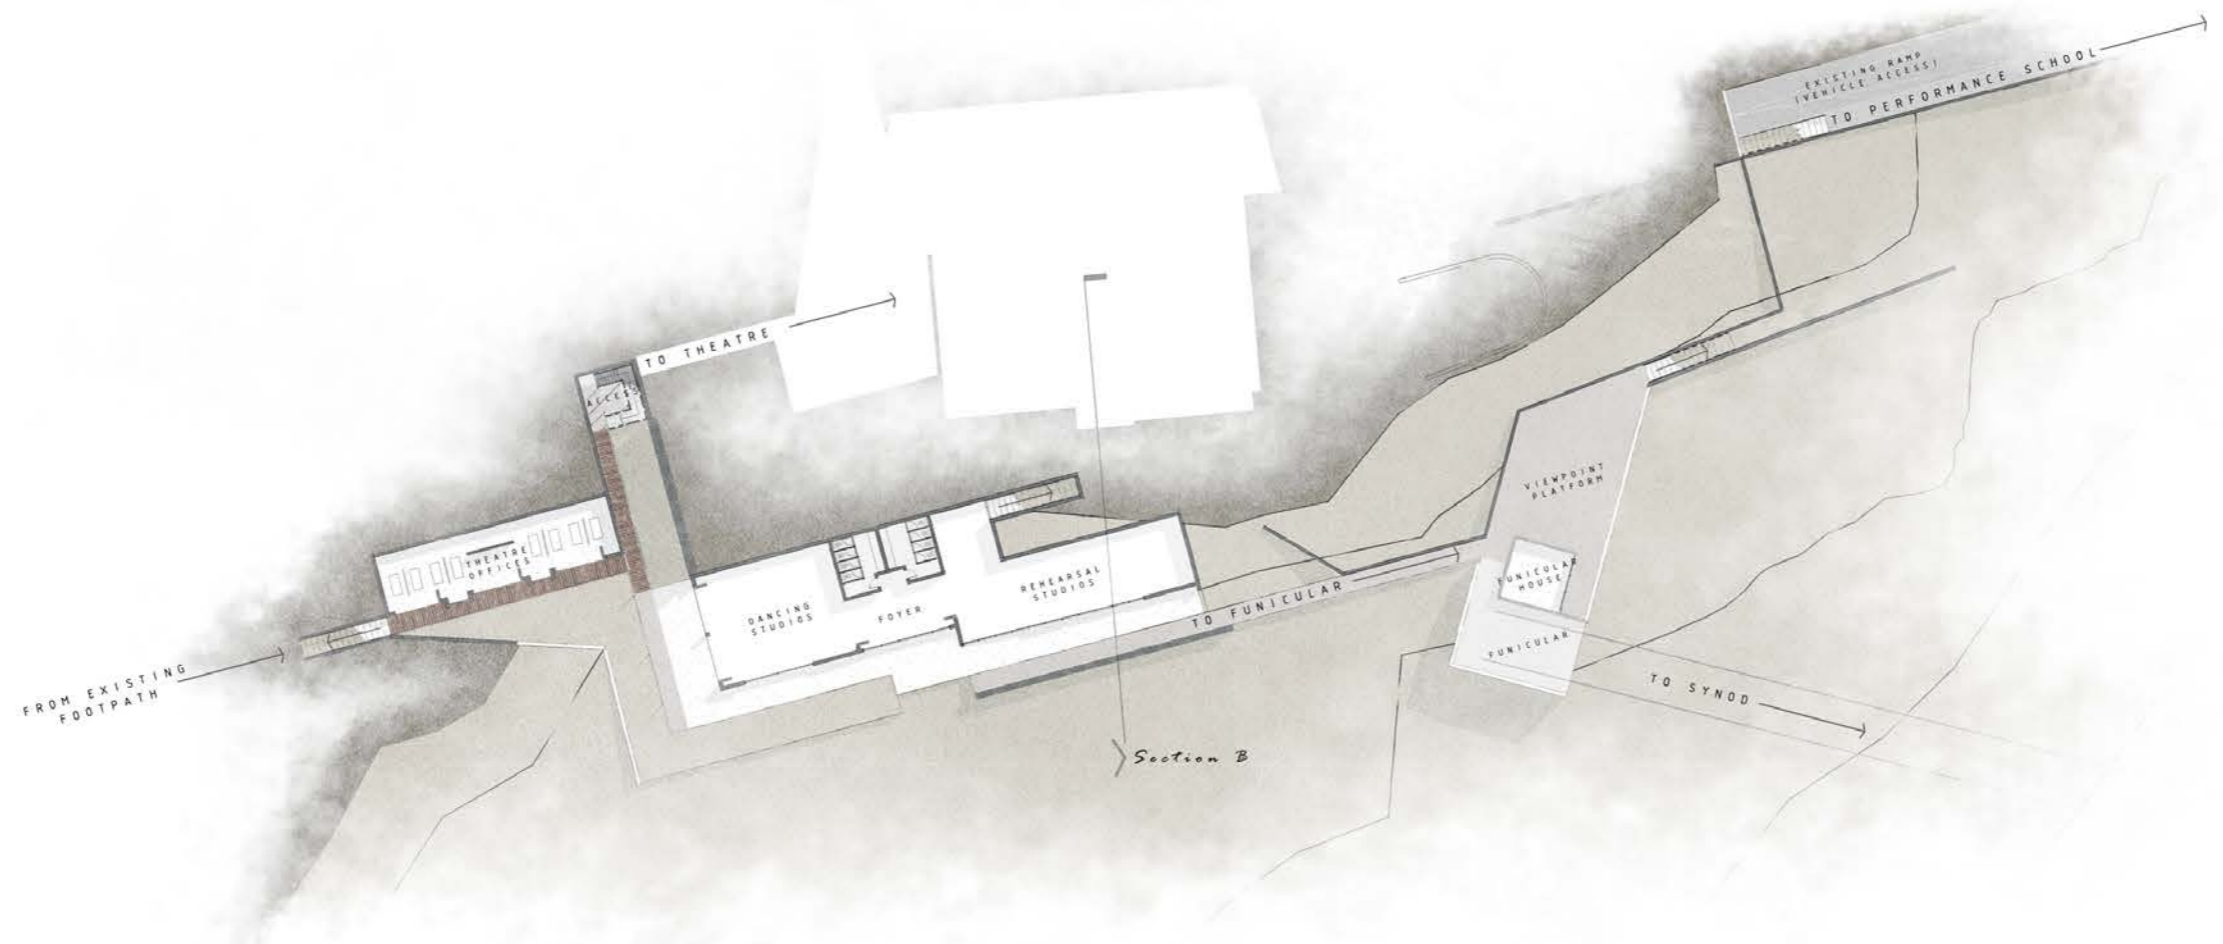 EXISTING RAMP
(VEHICLE ACCESS)
TO PERFORMANCE SCHOOL
TO THEATRE
ACCESS
VIEWPOINT
PLATFORM
THEATRE
OFFICES
DANCING
STUDIOS
FOYER
REHEARSAL
STUDIOS
TO FUNICULAR
FUNICULAR
HOUSE
FUNICULAR
FROM EXISTING
FOOTPATH
TO SYNOD
Section B